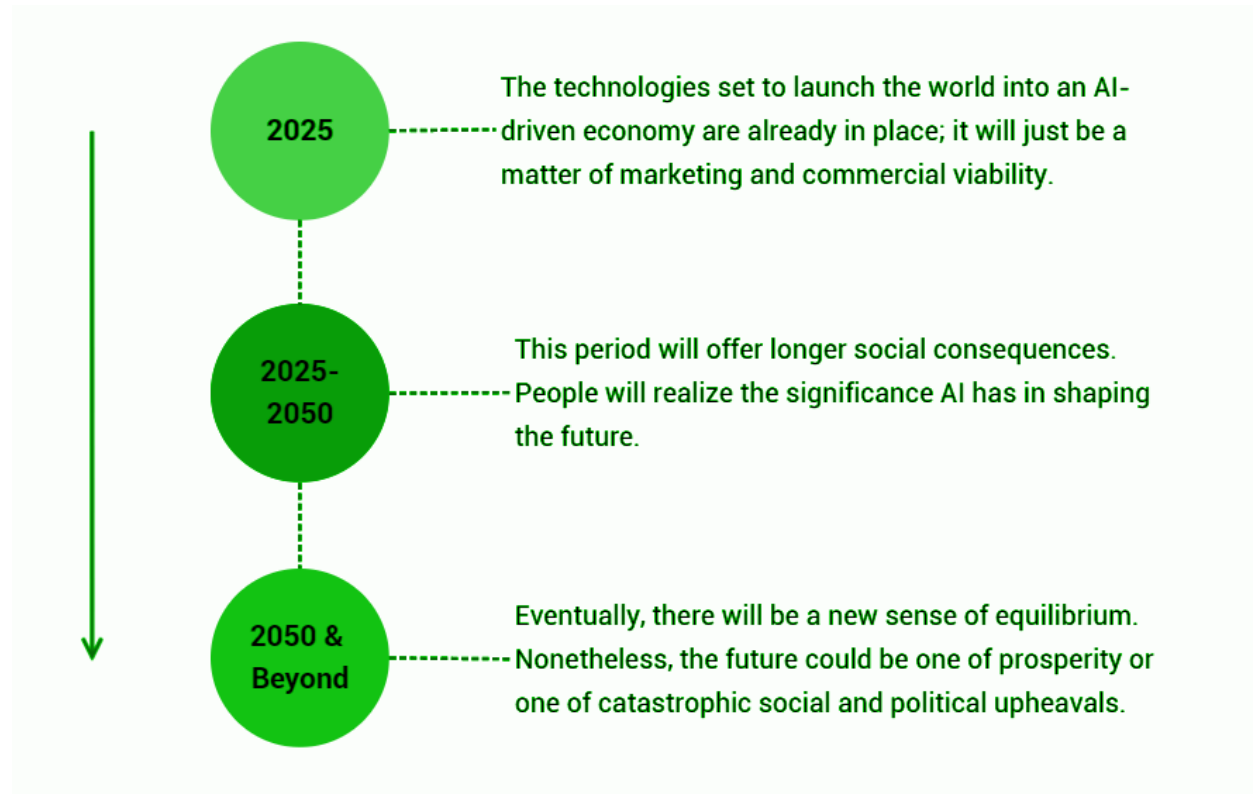 2025
The technologies set to launch the world into an AI-
driven economy are already in place; it will just be a
matter of marketing and commercial viability.
2025-
2050
This period will offer longer social consequences.
People will realize the significance AI has in shaping
the future.
2050 &
Beyond
Eventually, there will be a new sense of equilibrium.
Nonetheless, the future could be one of prosperity or
one of catastrophic social and political upheavals.